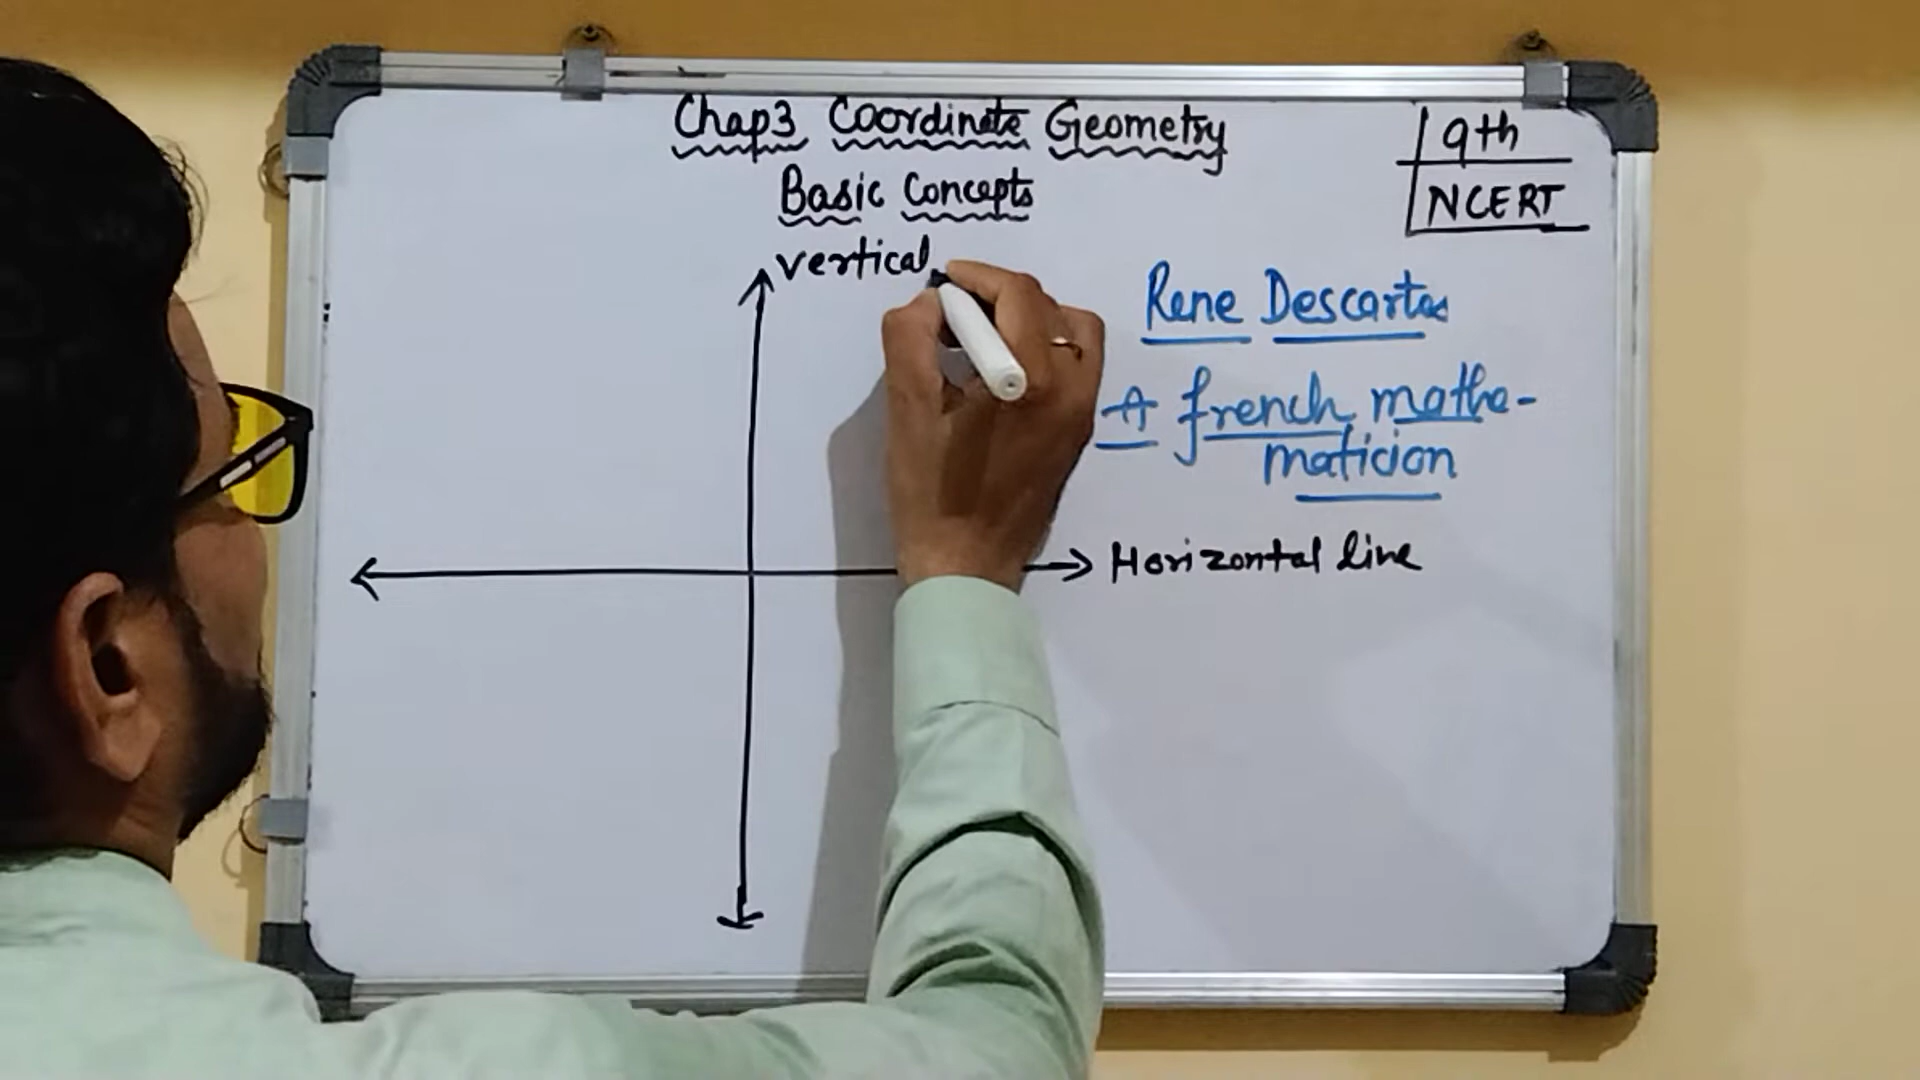 Chap3 Coordinate Geometry
Basic Concepts
9th
NCERT
vertical
Rene Descartes
A french mathe-
matician
Horizontal line